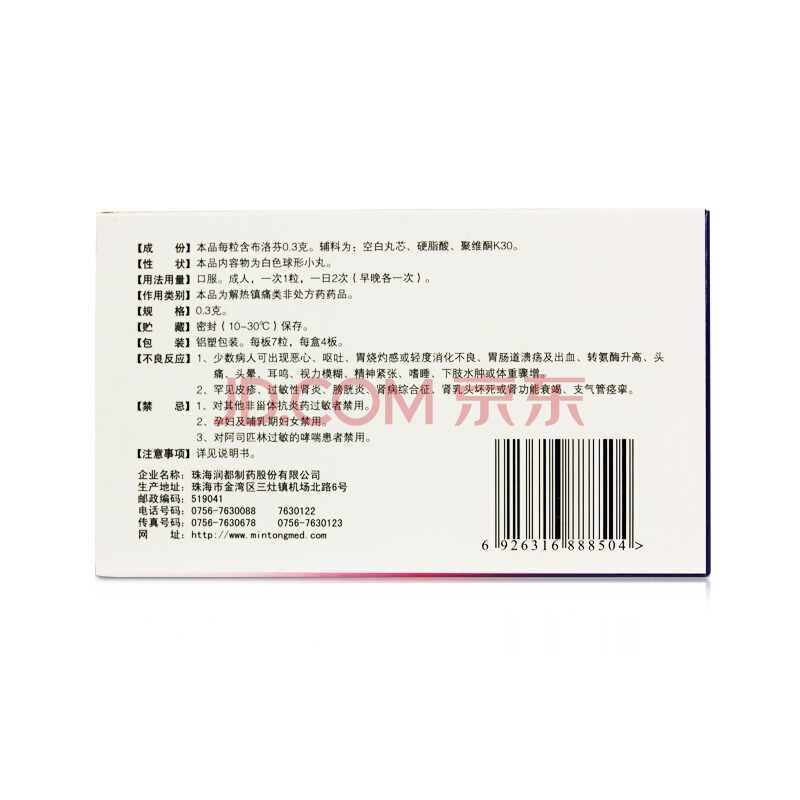 【成　份】本品每粒含布洛芬0.3克。辅料为：空白丸芯、硬脂酸、聚维酮K30。
【性　状】本品内容物为白色球形小丸。
【用法用量】口服。成人，一次1粒，一日2次（早晚各一次）。
【作用类别】本品为解热镇痛类非处方药药品。
【规　格】0.3克。
【贮　藏】密封（10~30℃）保存。
【包　装】铝塑包装。每板7粒，每盒4板。
【不良反应】1、少数病人可出现恶心、呕吐、胃烧灼感或轻度消化不良、胃肠道溃疡及出血、转氨酶升高、头
痛、头晕、耳鸣、视力模糊、精神紧张、嗜睡、下肢水肿或体重骤增。
2、罕见皮疹、过敏性肾炎、膀胱炎、肾病综合征、肾乳头坏死或肾功能衰竭、支气管痉挛。
【禁　忌】1、对其他非甾体抗炎药过敏者禁用。
2、孕妇及哺乳期妇女禁用。
3、对阿司匹林过敏的哮喘患者禁用。
【注意事项】详见说明书。
企业名称：珠海润都制药股份有限公司
生产地址：珠海市金湾区三灶镇机场北路6号
邮政编码：519041
电话号码：0756-7630088　7630122
传真号码：0756-7630678　0756-7630123
网　址：http://www.mintongmed.com
6 926316 888504 >
JD.COM 京东